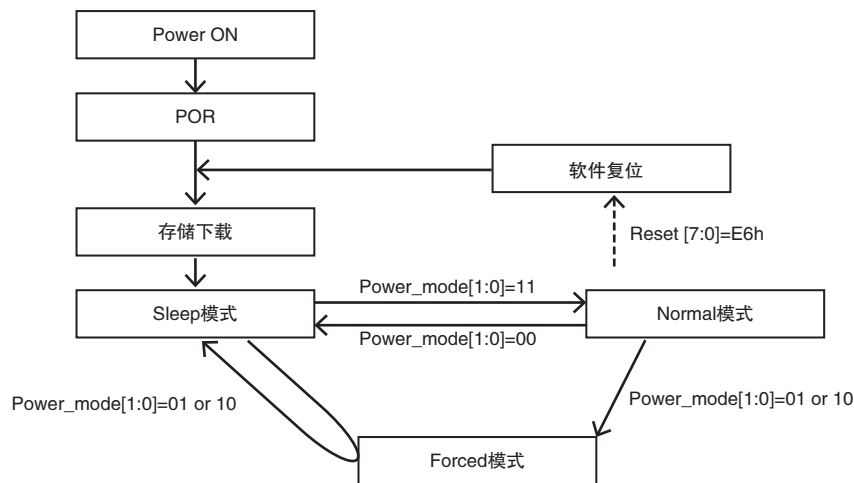 Power ON
POR
软件复位
存储下载
Reset [7:0]=E6h
Power_mode[1:0]=11
Sleep模式
Normal模式
Power_mode[1:0]=00
Power_mode[1:0]=01 or 10
Power_mode[1:0]=01 or 10
Forced模式